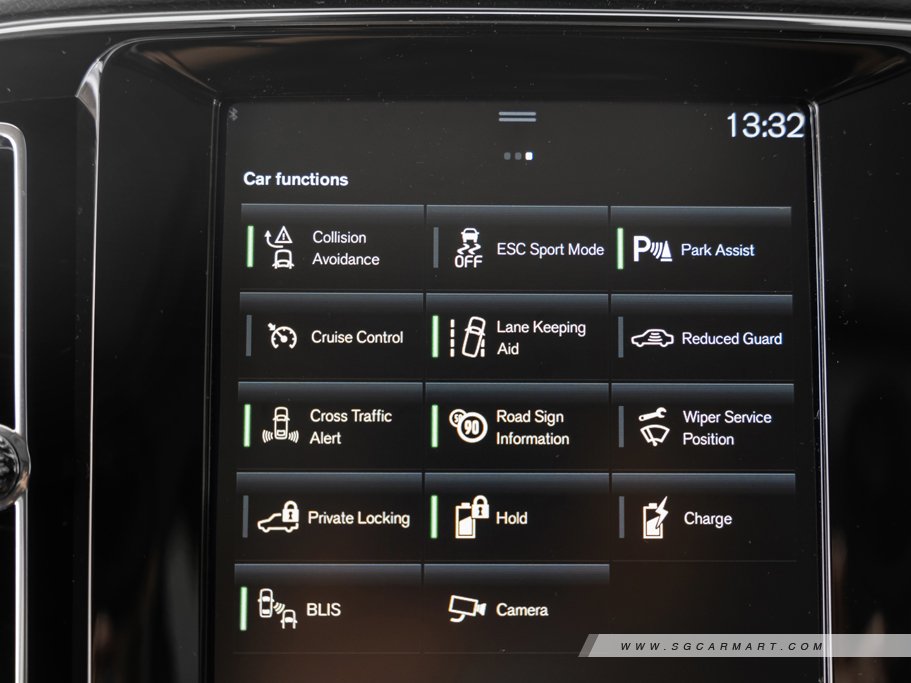 13:32
Car functions
Collision
Avoidance
OFF
ESC Sport Mode
P
Park Assist
Cruise Control
Lane Keeping
Aid
Reduced Guard
Cross Traffic
Alert
90
Road Sign
Information
Wiper Service
Position
Private Locking
Hold
Charge
BLIS
Camera
WWW.SGCARMART.COM